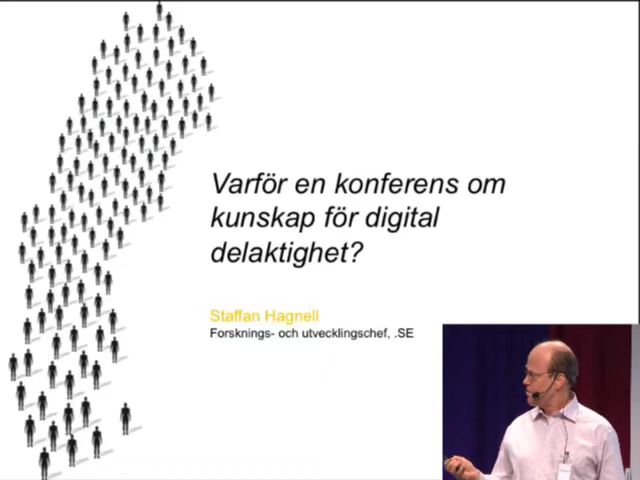 Varför en konferens om
kunskap för digital
delaktighet?
Staffan Hagnell
Forsknings- och utvecklingschef, .SE